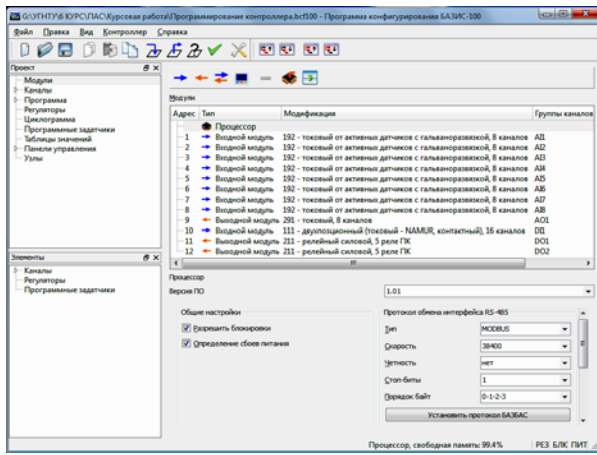 G:\УГНТУ\6 КУРС\ПАС\Курсовая работа\Программирование контроллера.bcf100 - Программа конфигурирования БАЗИС-100
Файл Правка Вид Контроллер Справка
Проект
Модули
Каналы
Программа
Регуляторы
Циклограмма
Программные задатчики
Таблицы значений
Панели управления
Узлы
Элементы
Каналы
Регуляторы
Программные задатчики
Модули
Адрес Тип Модификация Группы каналов
Процессор
1 Входной модуль 192 - токовый от активных датчиков с гальваноразвязкой, 8 каналов AI1
2 Входной модуль 192 - токовый от активных датчиков с гальваноразвязкой, 8 каналов AI2
3 Входной модуль 192 - токовый от активных датчиков с гальваноразвязкой, 8 каналов AI3
4 Входной модуль 192 - токовый от активных датчиков с гальваноразвязкой, 8 каналов AI4
5 Входной модуль 192 - токовый от активных датчиков с гальваноразвязкой, 8 каналов AI5
6 Входной модуль 192 - токовый от активных датчиков с гальваноразвязкой, 8 каналов AI6
7 Входной модуль 192 - токовый от активных датчиков с гальваноразвязкой, 8 каналов AI7
8 Входной модуль 192 - токовый от активных датчиков с гальваноразвязкой, 8 каналов AI8
9 Выходной модуль 291 - токовый, 8 каналов AO1
10 Входной модуль 111 - двухпозиционный (токовый - NAMUR, контактный), 16 каналов DI1
11 Выходной модуль 211 - релейный силовой, 5 реле ПК DO1
12 Выходной модуль 211 - релейный силовой, 5 реле ПК DO2
Процессор
Версия ПО 1.01
Общие настройки
Разрешить блокировки
Определение сбоев питания
Протокол обмена интерфейса RS-485
Тип MODBUS
Скорость 38400
Четность нет
Стоп-биты 1
Порядок байт 0-1-2-3
Установить протокол БАЗБАС
Процессор, свободная память: 99.4% РЕЗ БЛК ПИТ